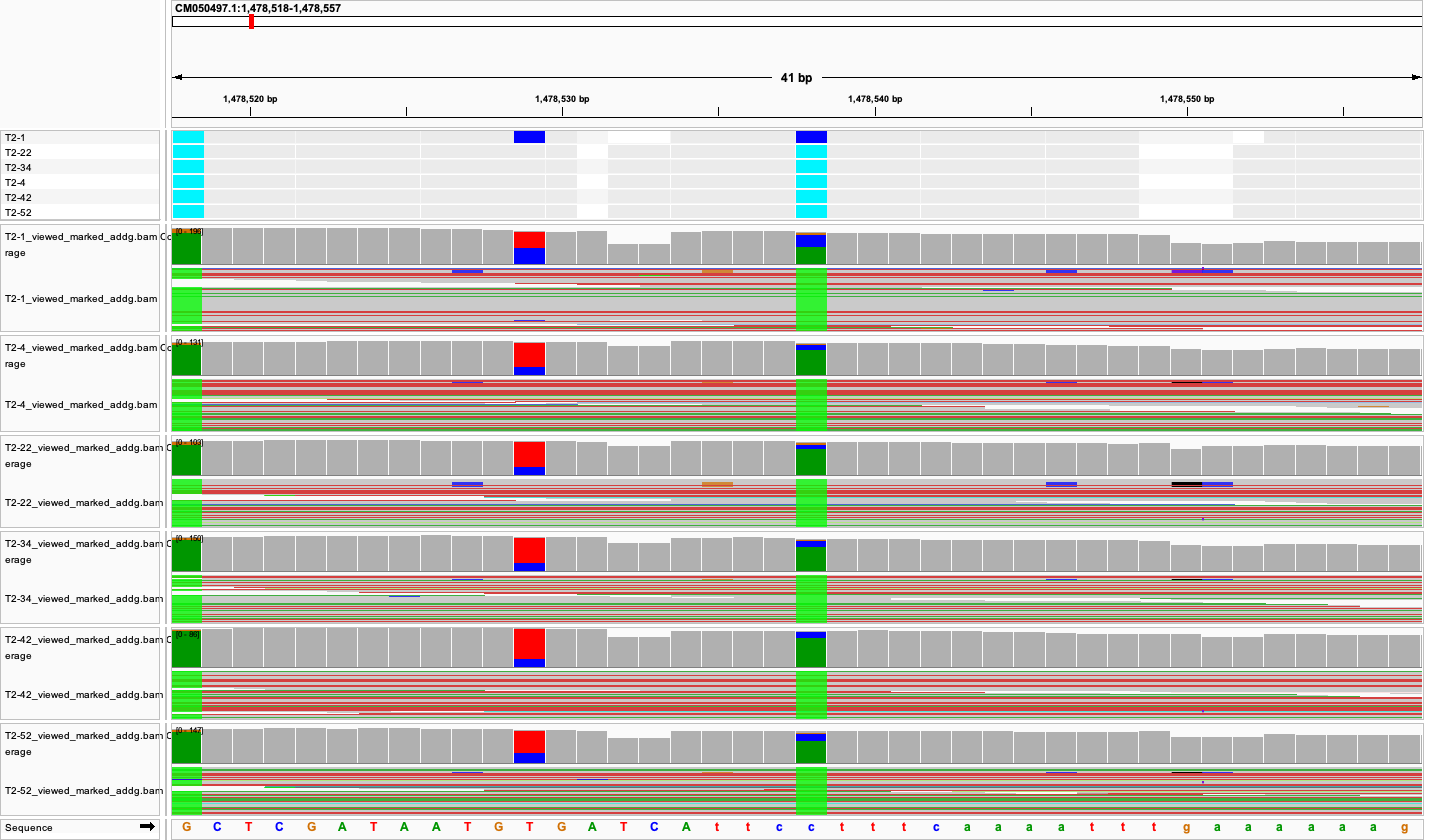 CM050497.1:1,478,518-1,478,557
41 bp
1,478,520 bp 1,478,530 bp 1,478,540 bp 1,478,550 bp
T2-1
T2-22
T2-34
T2-4
T2-42
T2-52
[0 - 196]
T2-1_viewed_marked_addg.bam Co
rage
T2-1_viewed_marked_addg.bam
[0 - 131]
T2-4_viewed_marked_addg.bam Co
rage
T2-4_viewed_marked_addg.bam
[0 - 103]
T2-22_viewed_marked_addg.bam C
erage
T2-22_viewed_marked_addg.bam
[0 - 150]
T2-34_viewed_marked_addg.bam C
erage
T2-34_viewed_marked_addg.bam
[0 - 86]
T2-42_viewed_marked_addg.bam C
erage
T2-42_viewed_marked_addg.bam
[0 - 147]
T2-52_viewed_marked_addg.bam C
erage
T2-52_viewed_marked_addg.bam
Sequence G C T C G A T A A T G T G A T C A t t c c t t t c a a a a t t t g a a a a a a g